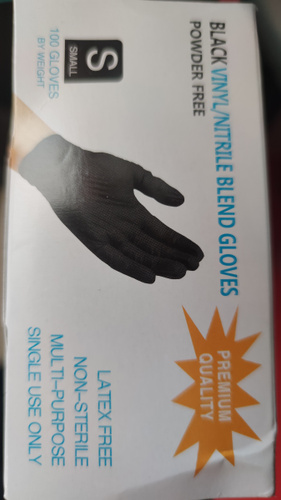 BLACK VINYL/NITRILE BLEND GLOVES
POWDER FREE
S
SMALL
100 GLOVES
BY WEIGHT
PREMIUM
QUALITY
LATEX FREE
NON-STERILE
MULTI-PURPOSE
SINGLE USE ONLY